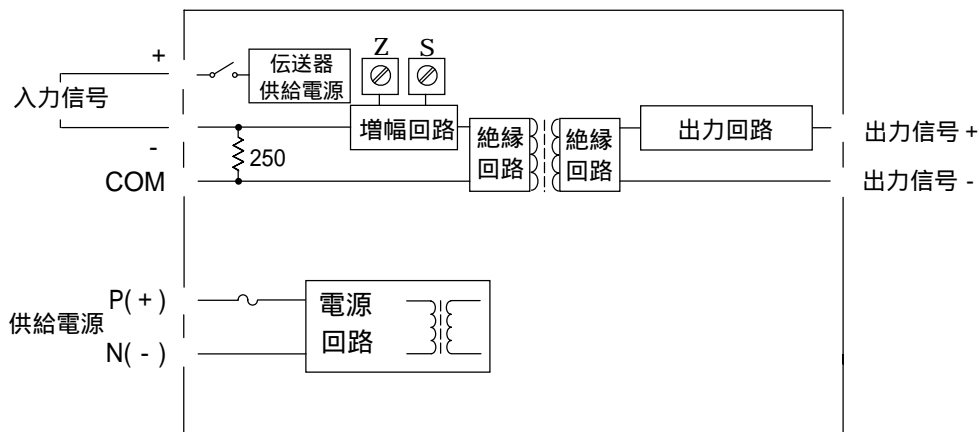 +
入力信号
-
COM
伝送器
供給電源
Z
S
増幅回路
250
絶縁
回路
絶縁
回路
出力回路
出力信号 +
出力信号 -
供給電源
P( + )
N( - )
電源
回路